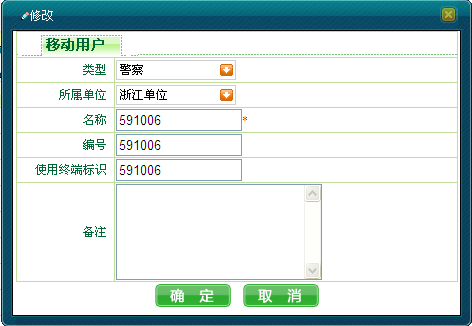 修改
移动用户
类型 警察
所属单位 浙江单位
名称 591006 *
编号 591006
使用终端标识 591006
备注
确 定 取 消